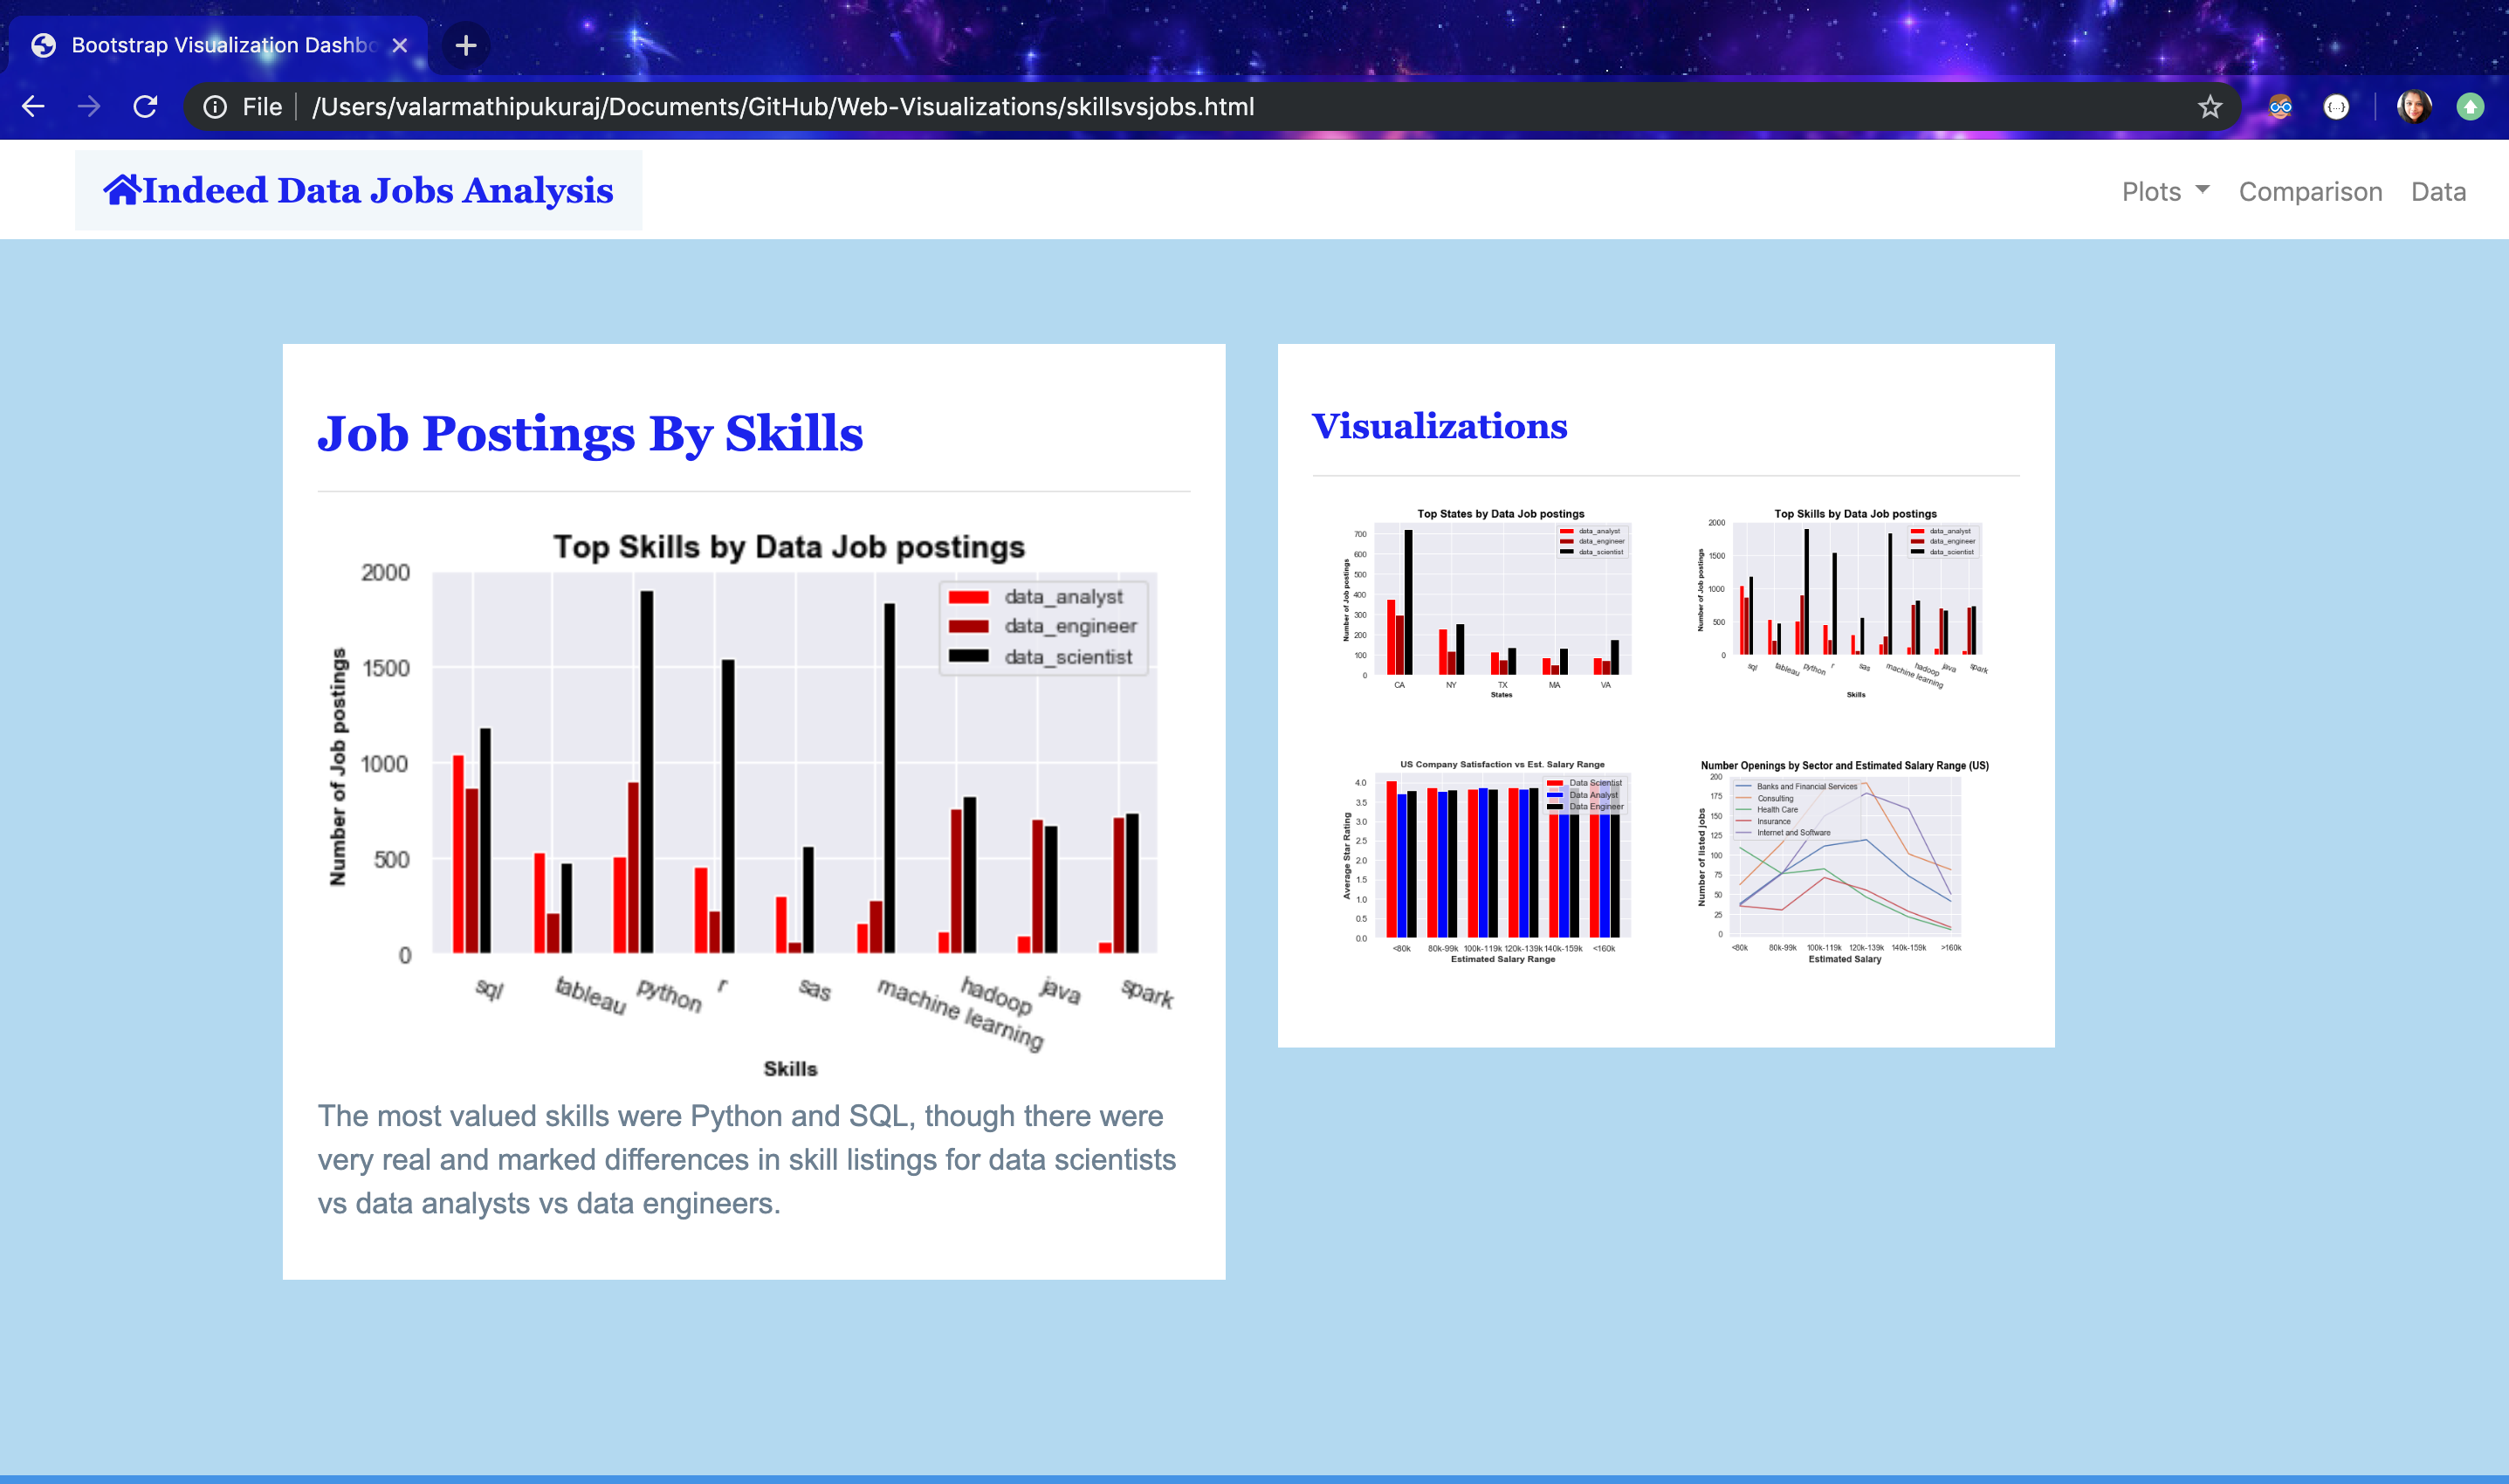 Bootstrap Visualization Dashbo
File /Users/valarmathipukuraj/Documents/GitHub/Web-Visualizations/skillsvsjobs.html
Indeed Data Jobs Analysis
Plots Comparison Data
Job Postings By Skills
Top Skills by Data Job postings
2000
1500
1000
500
0
Number of Job postings
data_analyst
data_engineer
data_scientist
sql tableau python r sas machine learning hadoop java spark
Skills
The most valued skills were Python and SQL, though there were
very real and marked differences in skill listings for data scientists
vs data analysts vs data engineers.
Visualizations
Top States by Data Job postings
700
600
500
400
300
200
100
0
Number of Job postings
data_analyst
data_engineer
data_scientist
CA NY TX MA VA
States
Top Skills by Data Job postings
2000
1500
1000
500
0
Number of Job postings
data_analyst
data_engineer
data_scientist
sql tableau python r sas machine learning hadoop java spark
Skills
US Company Satisfaction vs Est. Salary Range
4.0
3.5
3.0
2.5
2.0
1.5
1.0
0.5
0.0
Average Star Rating
Data Scientist
Data Analyst
Data Engineer
<80k 80k-99k 100k-119k 120k-139k 140k-159k <160k
Estimated Salary Range
Number Openings by Sector and Estimated Salary Range (US)
200
175
150
125
100
75
50
25
0
Number of listed jobs
Banks and Financial Services
Consulting
Health Care
Insurance
Internet and Software
<80k 80k-99k 100k-119k 120k-139k 140k-159k >160k
Estimated Salary